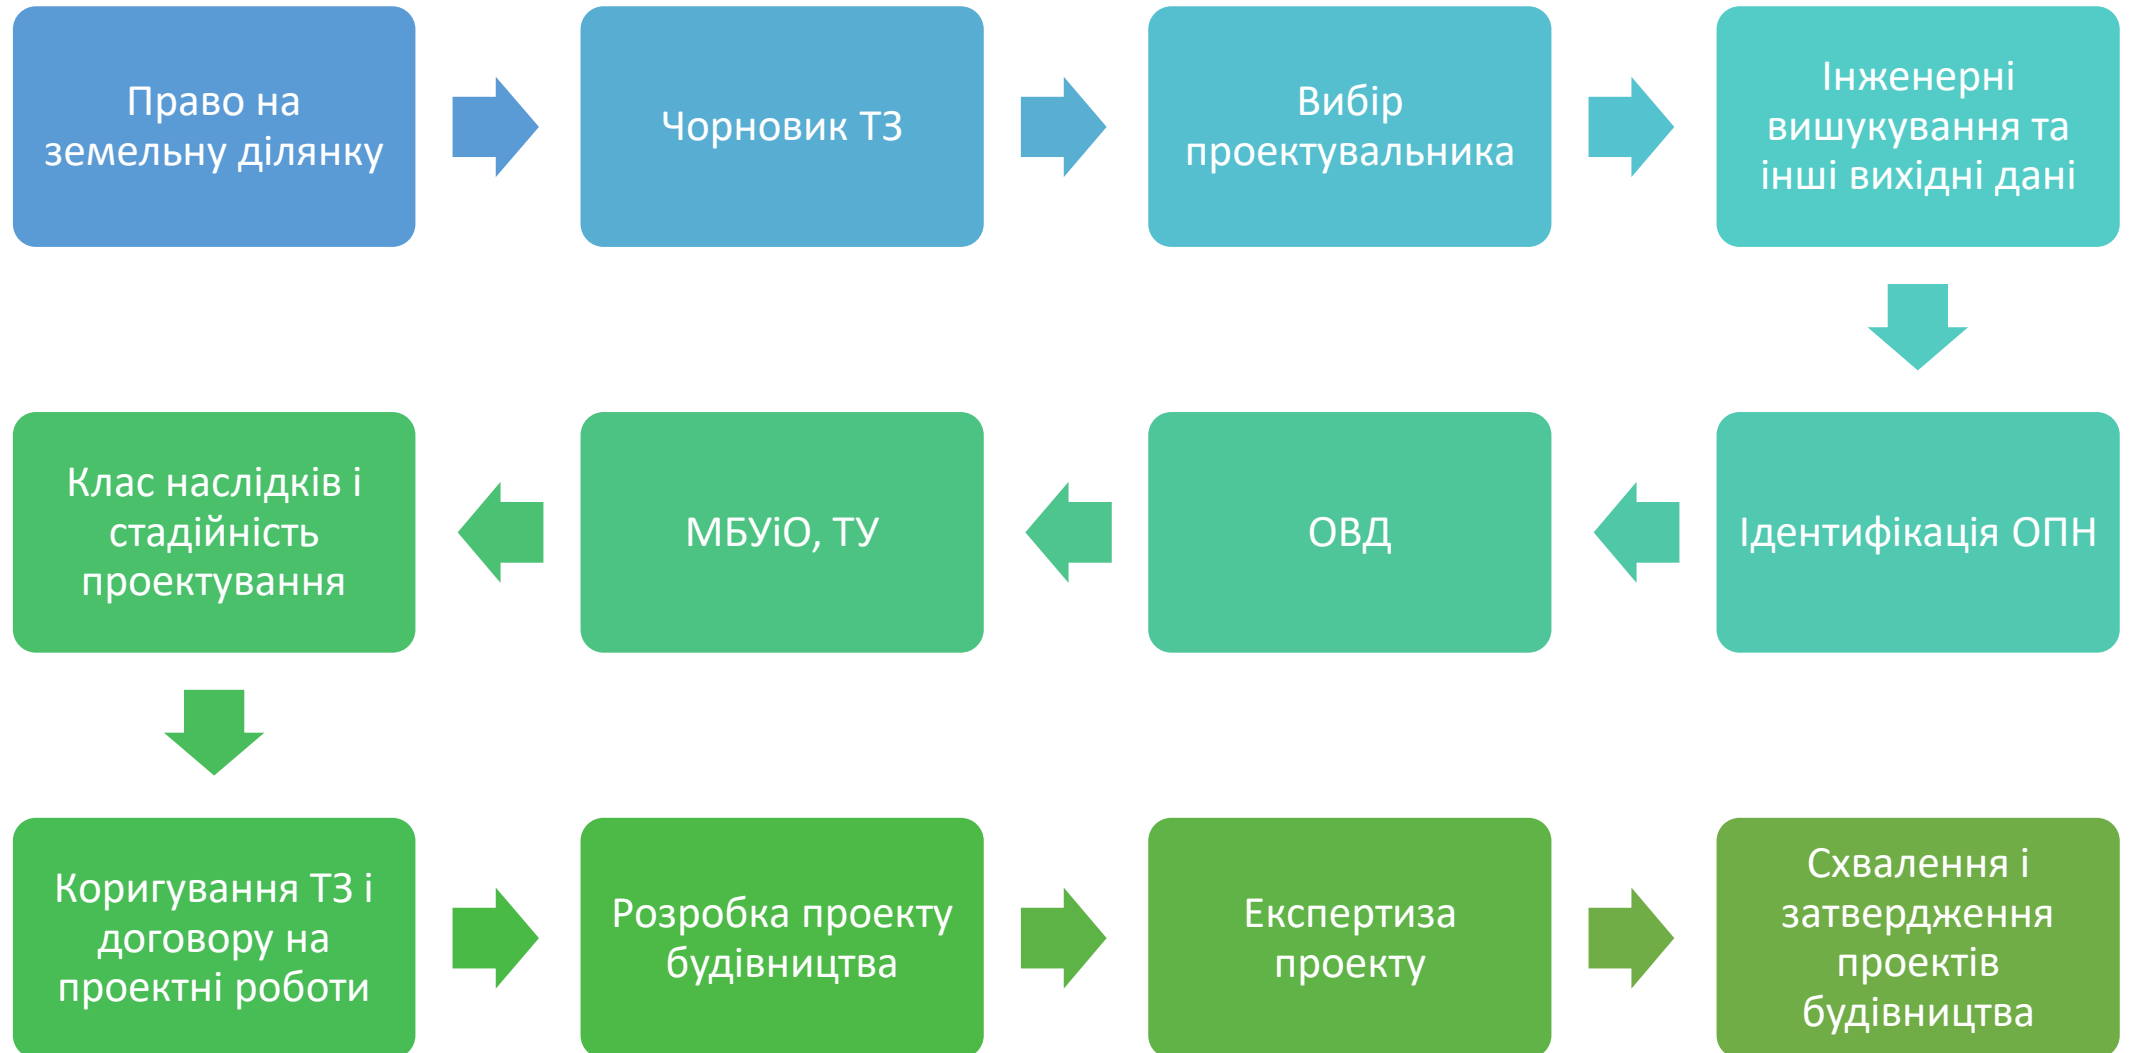 Право на
земельну ділянку
Чорновик ТЗ
Вибір
проектувальника
Інженерні
вишукування та
інші вихідні дані
Ідентифікація ОПН
ОВД
МБУіО, ТУ
Клас наслідків і
стадійність
проектування
Коригування ТЗ і
договору на
проектні роботи
Розробка проекту
будівництва
Експертиза
проекту
Схвалення і
затвердження
проектів
будівництва